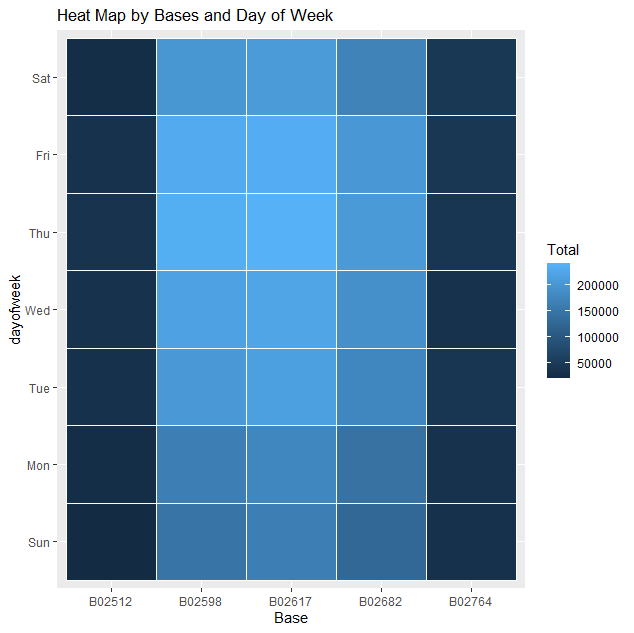 Heat Map by Bases and Day of Week
Sat
Fri
Thu
Wed
Tue
Mon
Sun
dayofweek
B02512 B02598 B02617 B02682 B02764
Base
Total
200000
150000
100000
50000